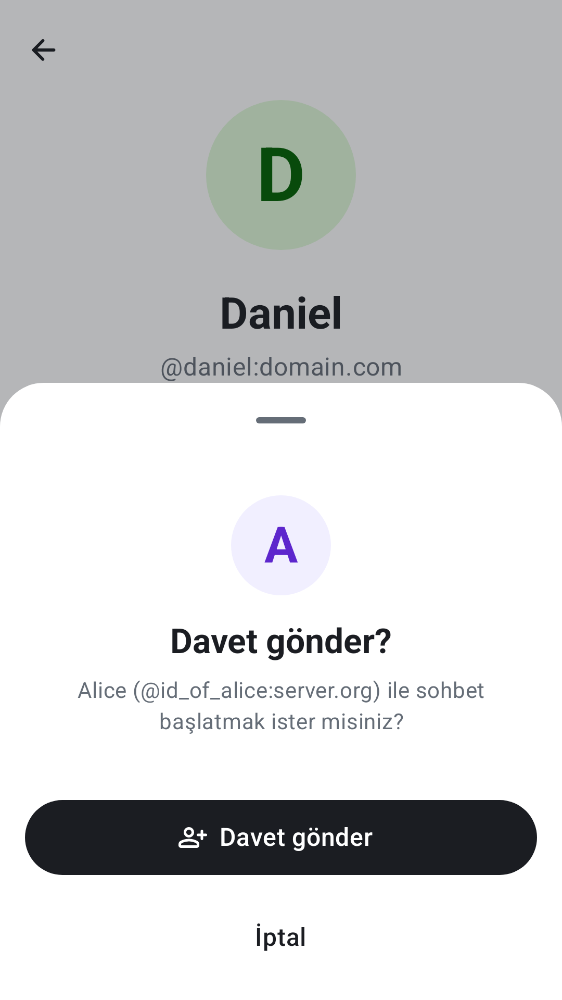 D
Daniel
@daniel:domain.com
A
Davet gönder?
Alice (@id_of_alice:server.org) ile sohbet
başlatmak ister misiniz?
Davet gönder
İptal